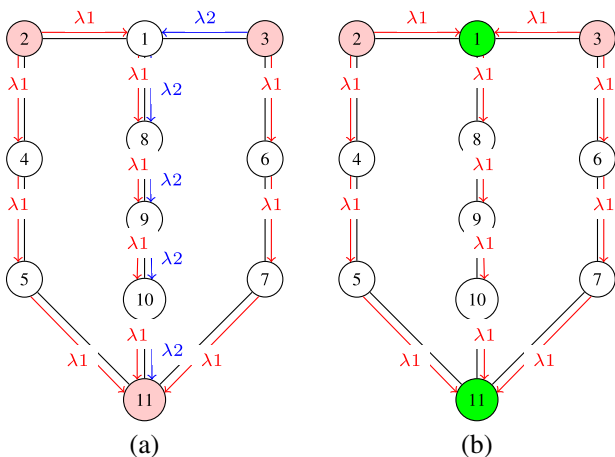 λ1 λ2 λ1 λ1
2 1 3 2 1 3
λ1 λ1 λ2 λ1 λ1 λ1 λ1
8 8
4 λ1 λ2 6 4 λ1 6
λ1 λ1 λ1 λ1
9 9
λ1 λ2 λ1
5 10 7 5 10 7
λ1 λ1 λ2 λ1 λ1 λ1 λ1
11 11
(a) (b)